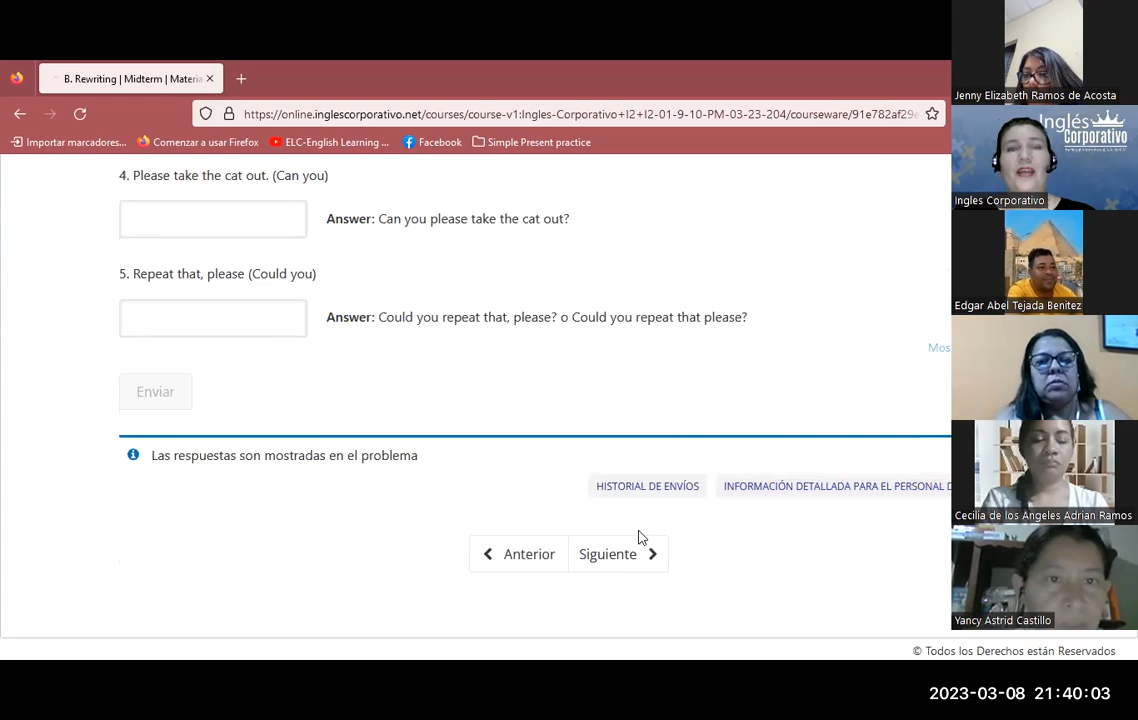 B. Rewriting | Midterm | Materia
https://online.inglescorporativo.net/courses/course-v1:Ingles-Corporativo+I2+I2-01-9-10-PM-03-23-204/courseware/91e782af29e
Importar marcadores...
Comenzar a usar Firefox
ELC-English Learning ...
Facebook
Simple Present practice
4. Please take the cat out. (Can you)
Answer: Can you please take the cat out?
5. Repeat that, please (Could you)
Answer: Could you repeat that, please? o Could you repeat that please?
Mos
Enviar
Las respuestas son mostradas en el problema
HISTORIAL DE ENVÍOS
INFORMACIÓN DETALLADA PARA EL PERSONAL D
Anterior
Siguiente
© Todos los Derechos están Reservados
Jenny Elizabeth Ramos de Acosta
Inglés
Corporativo
Ingles Corporativo
Edgar Abel Tejada Benitez
Cecilia de los Angeles Adrian Ramos
Yancy Astrid Castillo
2023-03-08 21:40:03